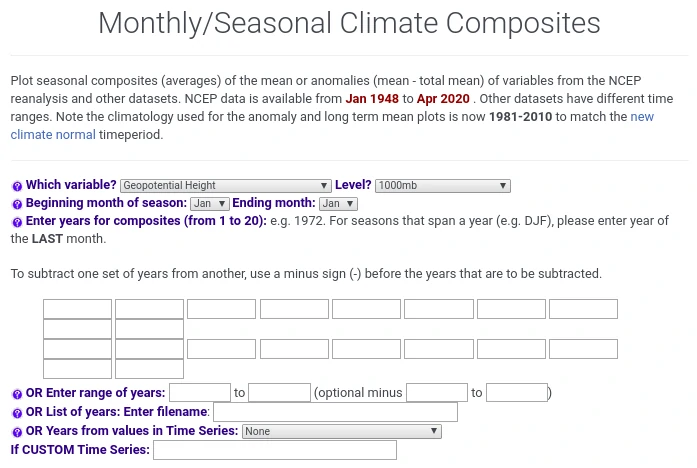 Monthly/Seasonal Climate Composites
Plot seasonal composites (averages) of the mean or anomalies (mean - total mean) of variables from the NCEP
reanalysis and other datasets. NCEP data is available from Jan 1948 to Apr 2020 . Other datasets have different time
ranges. Note the climatology used for the anomaly and long term mean plots is now 1981-2010 to match the new
climate normal timeperiod.
? Which variable? Geopotential Height Level? 1000mb
? Beginning month of season: Jan Ending month: Jan
? Enter years for composites (from 1 to 20): e.g. 1972. For seasons that span a year (e.g. DJF), please enter year of
the LAST month.
To subtract one set of years from another, use a minus sign (-) before the years that are to be subtracted.
? OR Enter range of years: to (optional minus to )
? OR List of years: Enter filename:
? OR Years from values in Time Series: None
If CUSTOM Time Series: